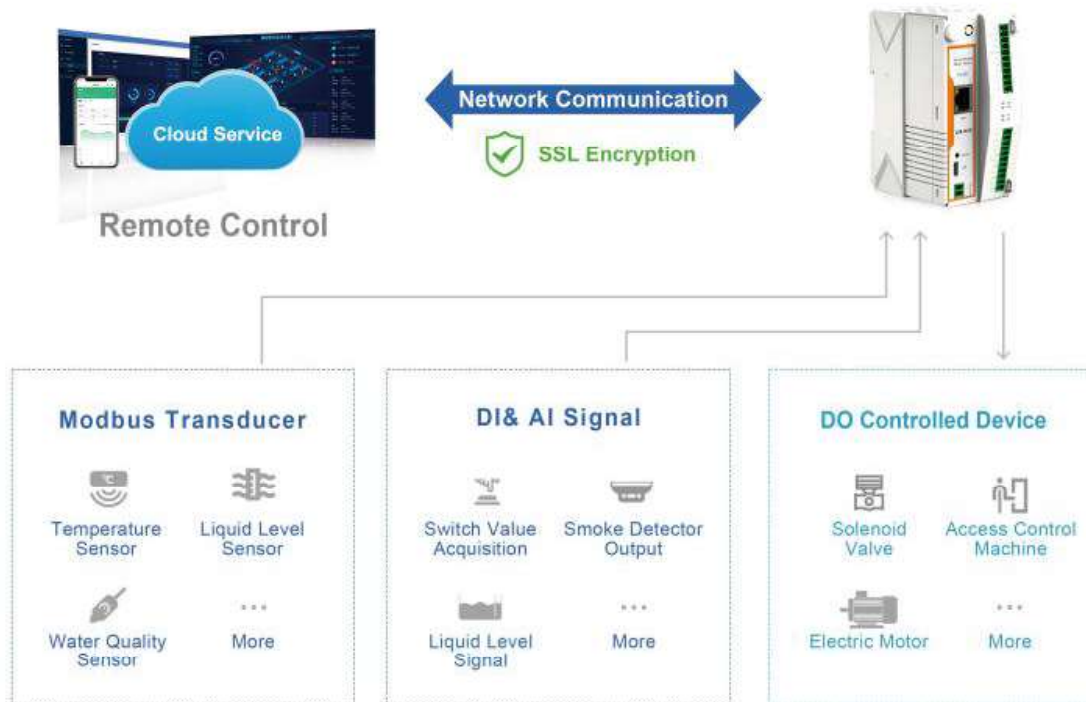 Cloud Service
Network Communication
SSL Encryption
Remote Control
Modbus Transducer
°C
Temperature
Sensor
Liquid Level
Sensor
Water Quality
Sensor
More
DI& AI Signal
Switch Value
Acquisition
Smoke Detector
Output
Liquid Level
Signal
More
DO Controlled Device
Solenoid
Valve
Access Control
Machine
Electric Motor
More